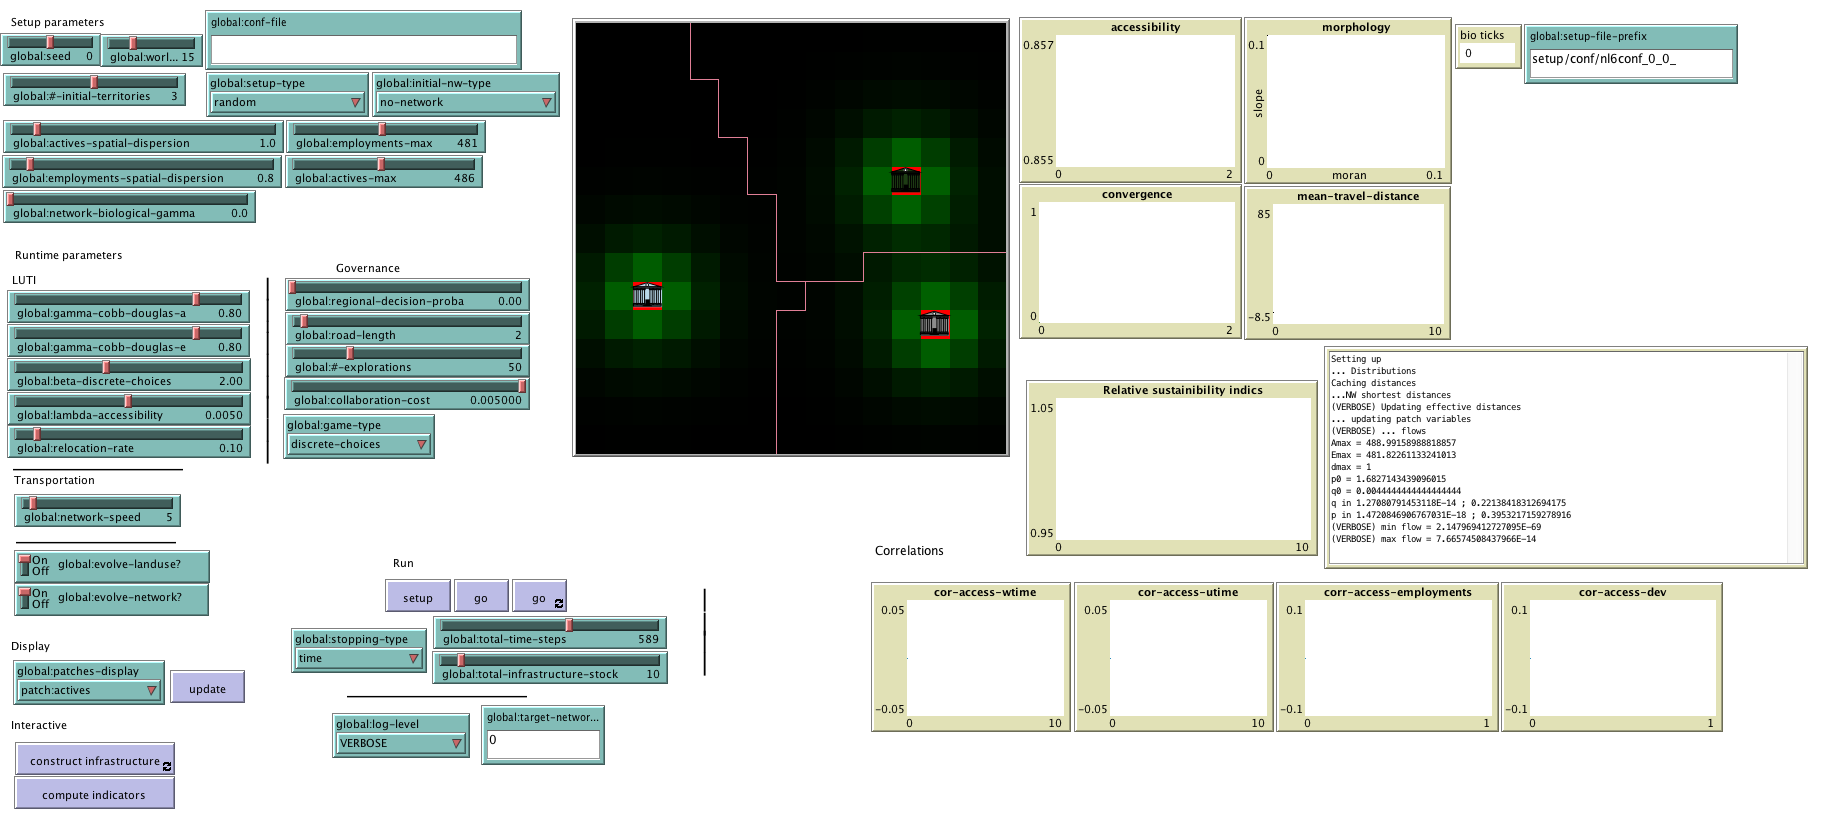 Setup parameters
global:seed 0
global:worl... 15
global:conf-file
global:#-initial-territories 3
global:setup-type
random
global:initial-nw-type
no-network
global:actives-spatial-dispersion 1.0
global:employments-max 481
global:employments-spatial-dispersion 0.8
global:actives-max 486
global:network-biological-gamma 0.0
Runtime parameters
LUTI
global:gamma-cobb-douglas-a 0.80
global:gamma-cobb-douglas-e 0.80
global:beta-discrete-choices 2.00
global:lambda-accessibility 0.0050
global:relocation-rate 0.10
Governance
global:regional-decision-proba 0.00
global:road-length 2
global:#-explorations 50
global:collaboration-cost 0.005000
global:game-type
discrete-choices
Transportation
global:network-speed 5
On
Off
global:evolve-landuse?
On
Off
global:evolve-network?
Display
global:patches-display
patch:actives
update
Interactive
construct infrastructure
compute indicators
Run
setup
go
go
global:stopping-type
time
global:total-time-steps 589
global:total-infrastructure-stock 10
global:log-level
VERBOSE
global:target-networ...
0
accessibility
0.857
0.855
0 2
morphology
0.1
slope
0
0 moran 0.1
bio ticks
0
global:setup-file-prefix
setup/conf/nl6conf_0_0_
convergence
1
0
0 2
mean-travel-distance
85
-8.5
0 10
Relative sustainibility indics
1.05
0.95
0 10
Setting up
... Distributions
Caching distances
...NW shortest distances
(VERBOSE) Updating effective distances
... updating patch variables
(VERBOSE) ... flows
Amax = 488.99158988818857
Emax = 481.82261133241013
dmax = 1
p0 = 1.6827143439096015
q0 = 0.0044444444444444444
q in 1.27080791453118E-14 ; 0.22138418312694175
p in 1.4720846906767031E-18 ; 0.3953217159278916
(VERBOSE) min flow = 2.147969412727095E-69
(VERBOSE) max flow = 7.66574508437966E-14
Correlations
cor-access-wtime
0.05
-0.05
0 10
cor-access-utime
0.05
-0.05
0 10
corr-access-employments
0.1
-0.1
0 1
cor-access-dev
0.1
-0.1
0 1